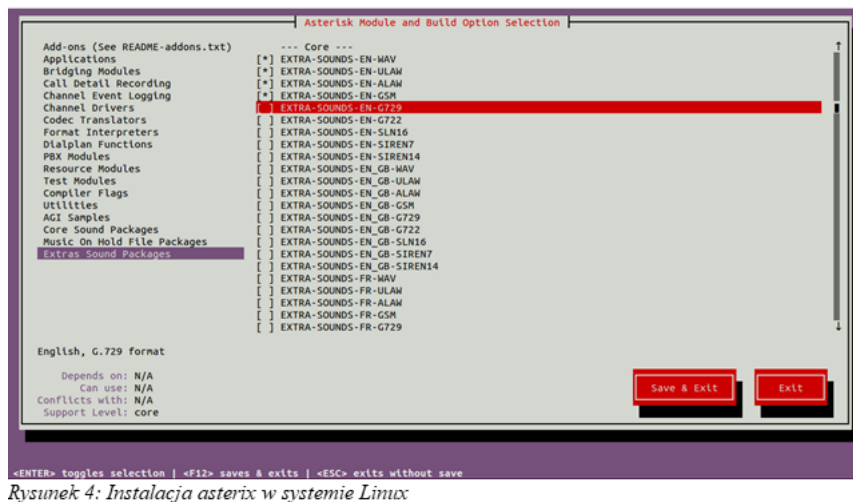 Asterisk Module and Build Option Selection
Add-ons (See README-addons.txt)
Applications
Bridging Modules
Call Detail Recording
Channel Event Logging
Channel Drivers
Codec Translators
Format Interpreters
Dialplan Functions
PBX Modules
Resource Modules
Test Modules
Compiler Flags
Utilities
AGI Samples
Core Sound Packages
Music On Hold File Packages
Extras Sound Packages
--- Core ---
[*] EXTRA-SOUNDS-EN-WAV
[*] EXTRA-SOUNDS-EN-ULAW
[*] EXTRA-SOUNDS-EN-ALAW
[*] EXTRA-SOUNDS-EN-GSM
[ ] EXTRA-SOUNDS-EN-G729
[ ] EXTRA-SOUNDS-EN-G722
[ ] EXTRA-SOUNDS-EN-SLN16
[ ] EXTRA-SOUNDS-EN-SIREN7
[ ] EXTRA-SOUNDS-EN-SIREN14
[ ] EXTRA-SOUNDS-EN_GB-WAV
[ ] EXTRA-SOUNDS-EN_GB-ULAW
[ ] EXTRA-SOUNDS-EN_GB-ALAW
[ ] EXTRA-SOUNDS-EN_GB-GSM
[ ] EXTRA-SOUNDS-EN_GB-G729
[ ] EXTRA-SOUNDS-EN_GB-G722
[ ] EXTRA-SOUNDS-EN_GB-SLN16
[ ] EXTRA-SOUNDS-EN_GB-SIREN7
[ ] EXTRA-SOUNDS-EN_GB-SIREN14
[ ] EXTRA-SOUNDS-FR-WAV
[ ] EXTRA-SOUNDS-FR-ULAW
[ ] EXTRA-SOUNDS-FR-ALAW
[ ] EXTRA-SOUNDS-FR-GSM
[ ] EXTRA-SOUNDS-FR-G729
English, G.729 format
Depends on: N/A
Can use: N/A
Conflicts with: N/A
Support Level: core
Save & Exit
Exit
<ENTER> toggles selection | <F12> saves & exits | <ESC> exits without save
Rysunek 4: Instalacja asterix w systemie Linux